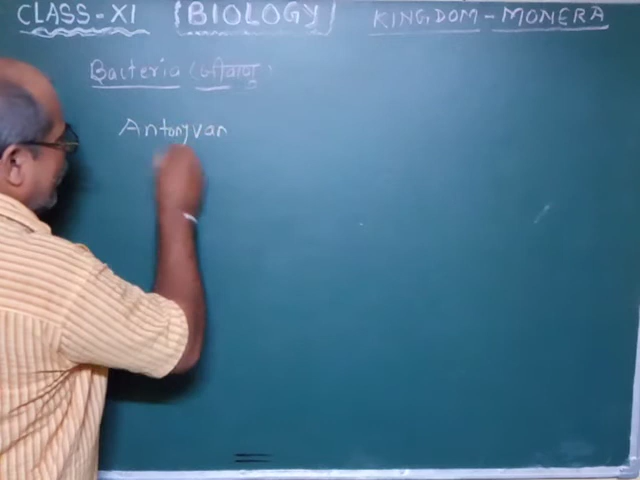 CLASS-XI [BIOLOGY] KINGDOM-MONERA
Bacteria (जीवाणु)
Antonyvan